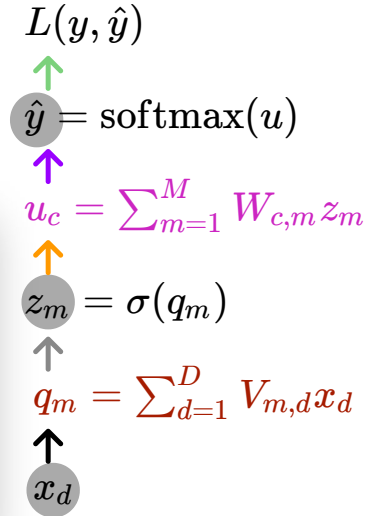 L(y, ŷ)
ŷ = softmax(u)
u_c = ∑_{m=1}^{M} W_{c,m} z_m
z_m = σ(q_m)
q_m = ∑_{d=1}^{D} V_{m,d} x_d
x_d